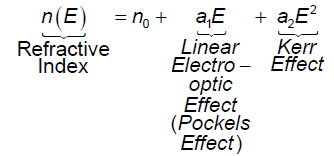 n(E) = n₀ + a₁E + a₂E²
Refractive Linear Kerr
Index Electro – Effect
optic
Effect
(Pockels
Effect)